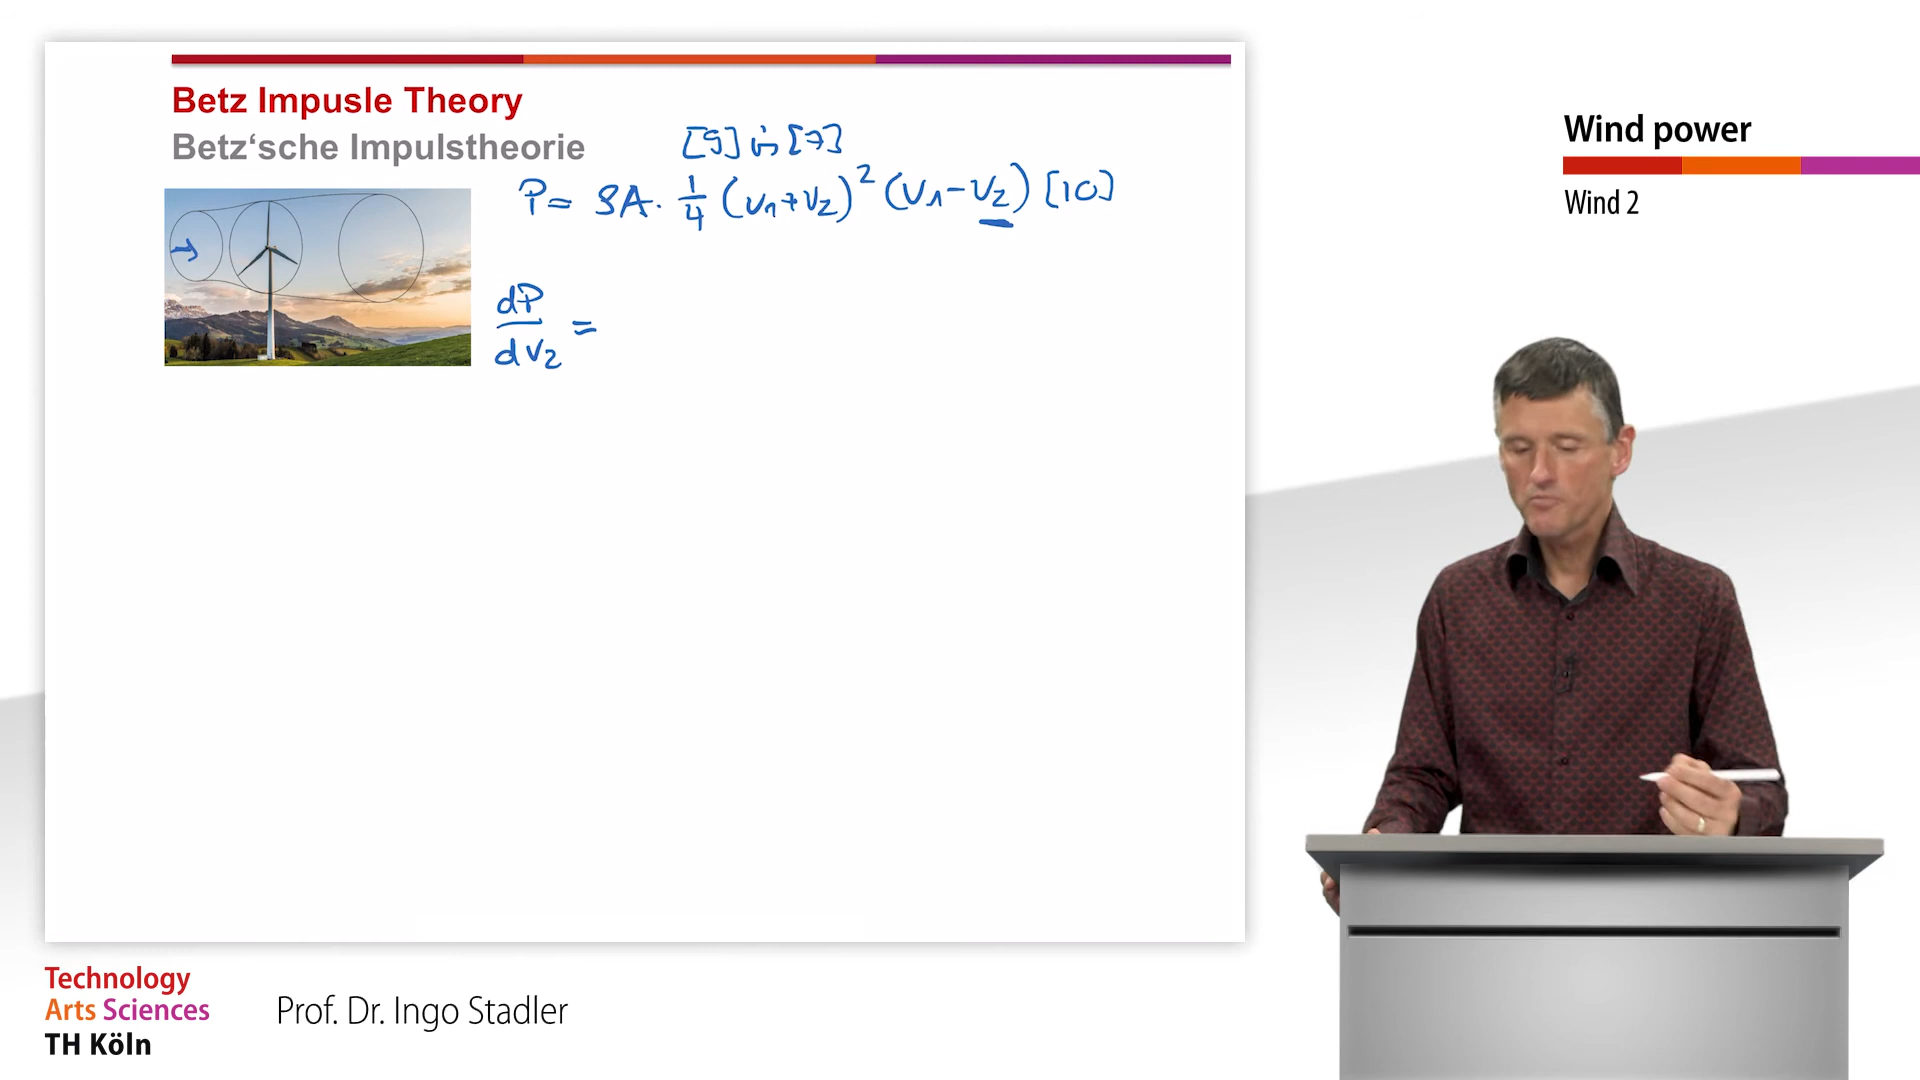 Betz Impusle Theory
Betz‘sche Impulstheorie
[9] in [7]
P = ρA · 1/4 (v1+v2)² (v1-v2) [10]
dP/dv2 =
Wind power
Wind 2
Technology
Arts Sciences
TH Köln
Prof. Dr. Ingo Stadler